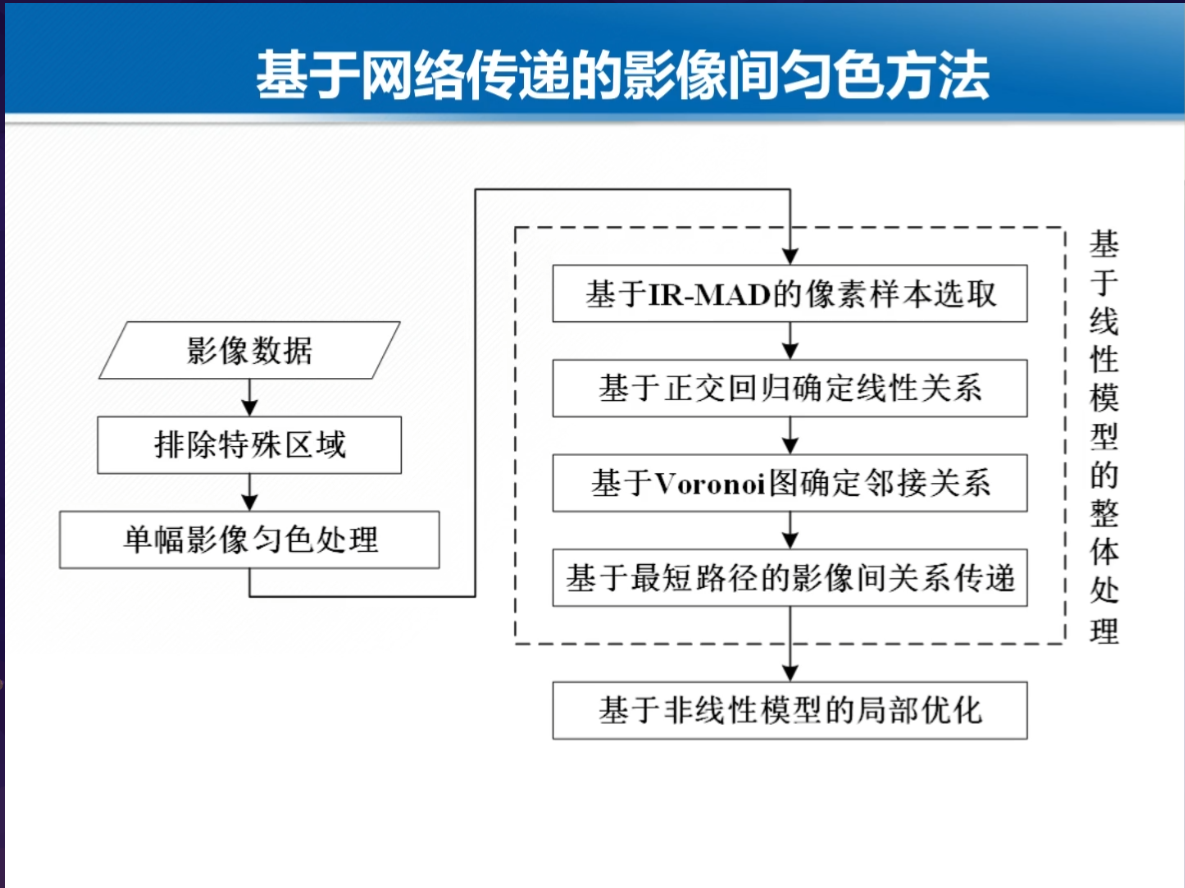 基于网络传递的影像间匀色方法
影像数据
排除特殊区域
单幅影像匀色处理
基于IR-MAD的像素样本选取
基于正交回归确定线性关系
基于Voronoi图确定邻接关系
基于最短路径的影像间关系传递
基于线性模型的整体处理
基于非线性模型的局部优化